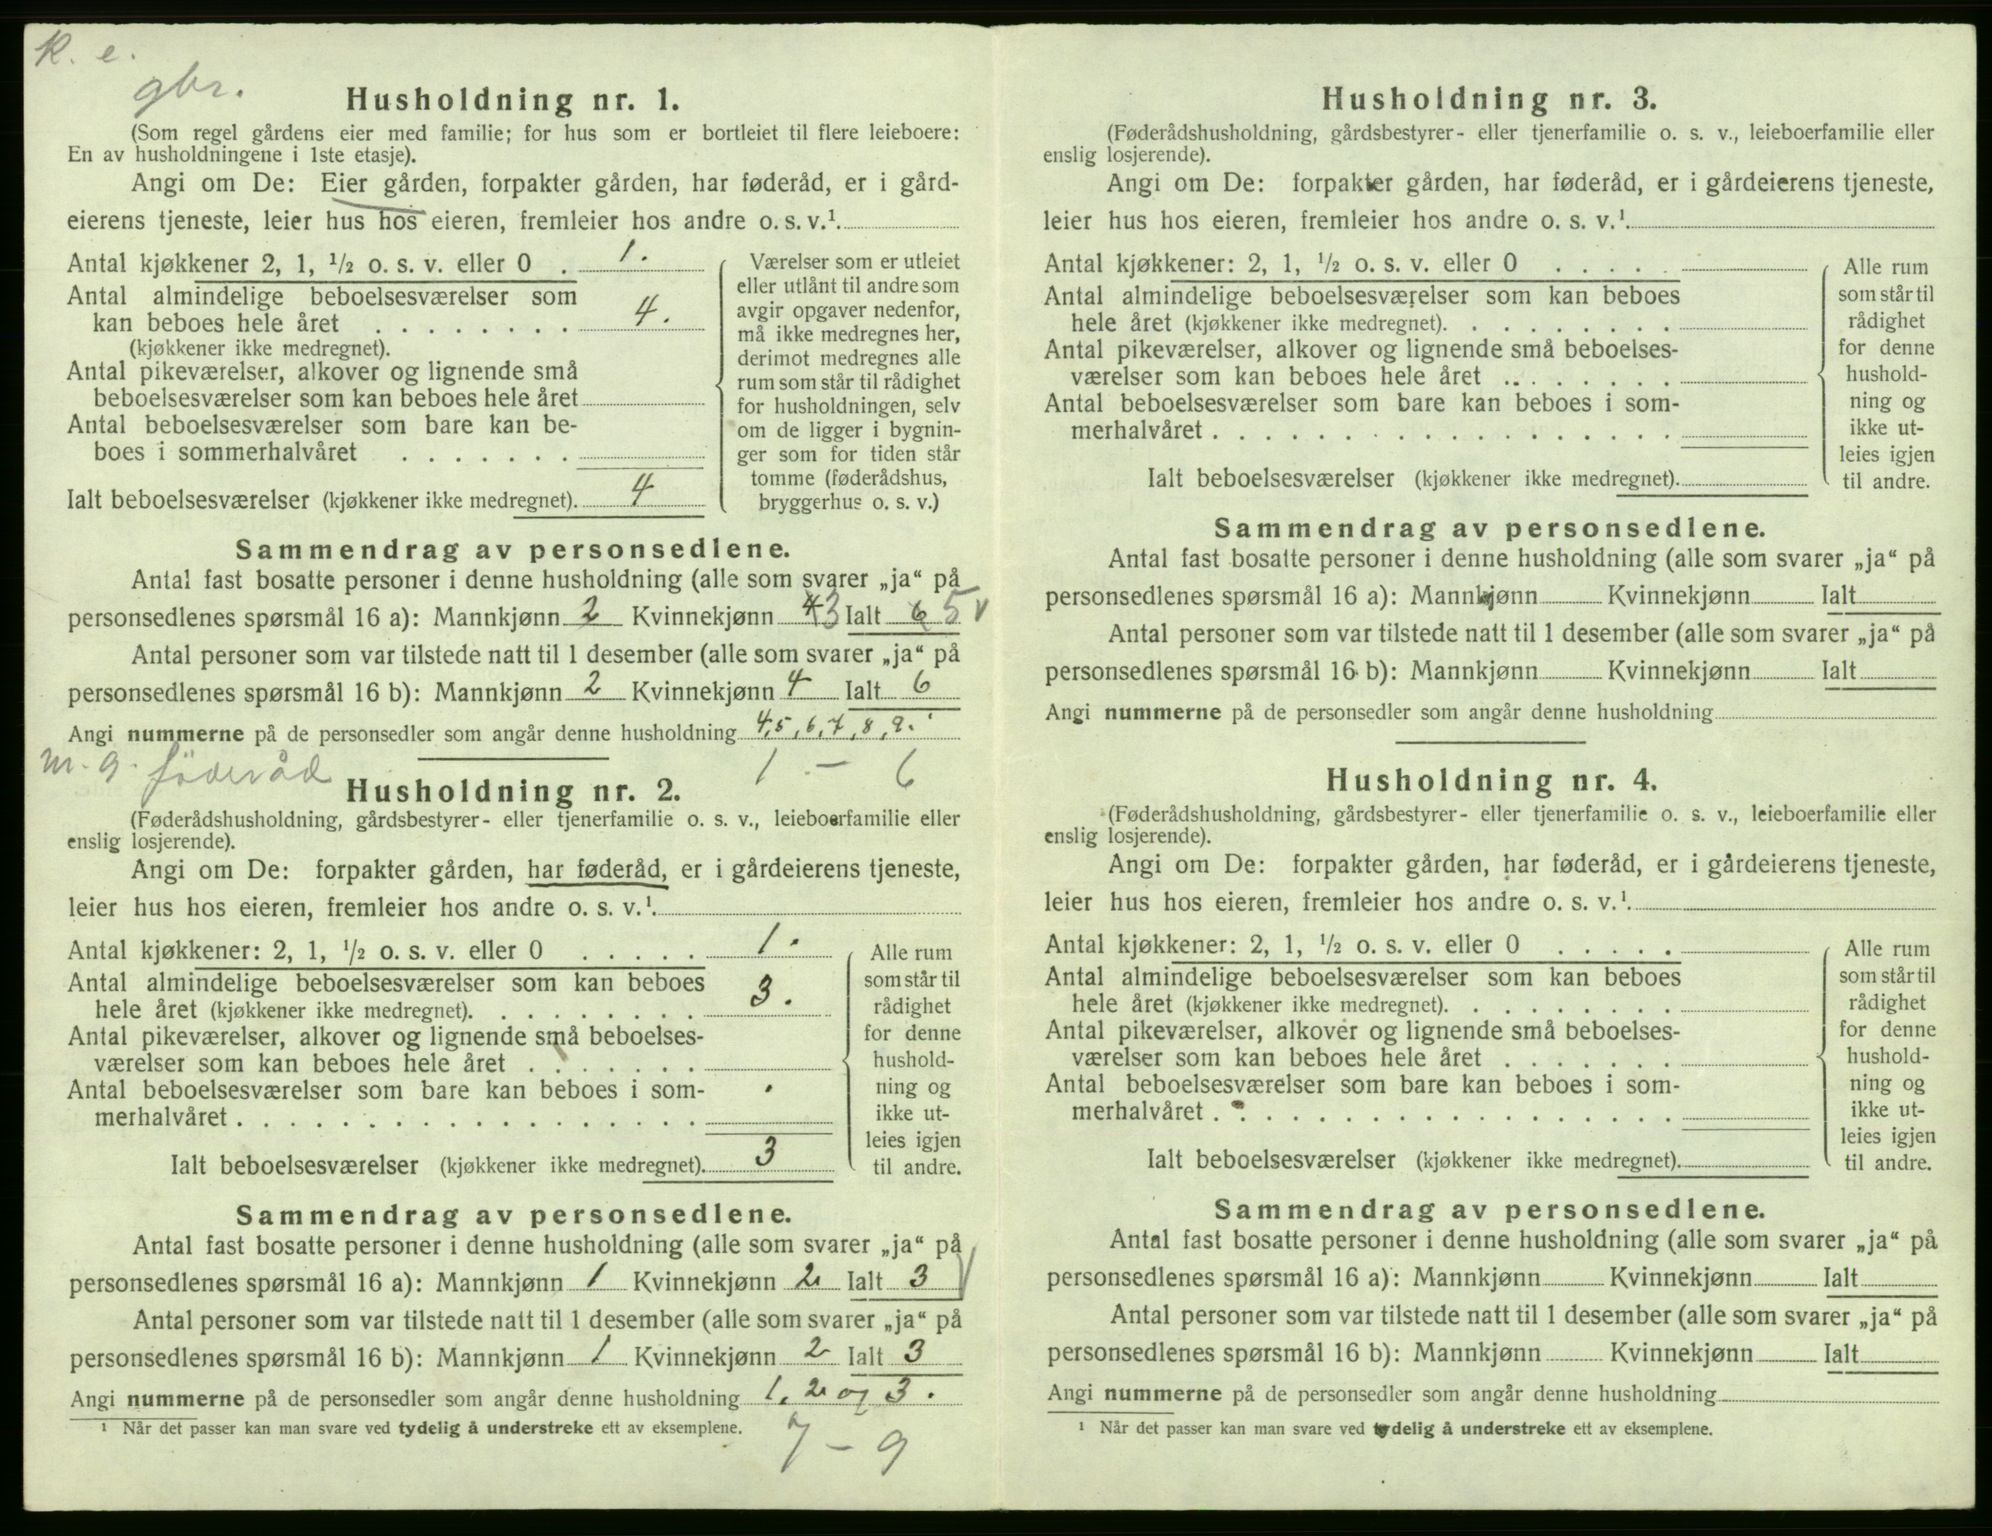 K. e.
gbr.
Husholdning nr. 1.
(Som regel gårdens eier med familie; for hus som er bortleiet til flere leieboere:
En av husholdningene i 1ste etasje).
Angi om De: Eier gården, forpakter gården, har føderåd, er i gård-
eierens tjeneste, leier hus hos eieren, fremleier hos andre o. s. v.¹
Antal kjøkkener 2, 1, ½ o. s. v. eller 0 . 1.
Antal almindelige beboelsesværelser som
kan beboes hele året . . . . . . . . 4.
(kjøkkener ikke medregnet).
Antal pikeværelser, alkover og lignende små
beboelsesværelser som kan beboes hele året
Antal beboelsesværelser som bare kan be-
boes i sommerhalvåret . . . . . . .
Ialt beboelsesværelser (kjøkkener ikke medregnet). 4
Værelser som er utleiet
eller utlånt til andre som
avgir opgaver nedenfor,
må ikke medregnes her,
derimot medregnes alle
rum som står til rådighet
for husholdningen, selv
om de ligger i bygnin-
ger som for tiden står
tomme (føderådshus,
bryggerhus o. s. v.)
Sammendrag av personsedlene.
Antal fast bosatte personer i denne husholdning (alle som svarer „ja“ på
personsedlenes spørsmål 16 a): Mannkjønn 2 Kvinnekjønn 4 3 Ialt 6 5 v
Antal personer som var tilstede natt til 1 desember (alle som svarer „ja“ på
personsedlenes spørsmål 16 b): Mannkjønn 2 Kvinnekjønn 4 Ialt 6
Angi nummerne på de personsedler som angår denne husholdning 4, 5, 6, 7, 8, 9.
1 - 6
m. g. føderåd
Husholdning nr. 2.
(Føderådshusholdning, gårdsbestyrer- eller tjenerfamilie o. s. v., leieboerfamilie eller
enslig losjerende).
Angi om De: forpakter gården, har føderåd, er i gårdeierens tjeneste,
leier hus hos eieren, fremleier hos andre o. s. v.¹
Antal kjøkkener: 2, 1, ½ o. s. v. eller 0 . . . . . 1.
Antal almindelige beboelsesværelser som kan beboes
hele året (kjøkkener ikke medregnet). . . . . . . . . 3.
Antal pikeværelser, alkover og lignende små beboelses-
værelser som kan beboes hele året . . . . . . .
Antal beboelsesværelser som bare kan beboes i som-
merhalvåret . . . . . . . . . . . . . . . . . .
Ialt beboelsesværelser (kjøkkener ikke medregnet). 3
Alle rum
som står til
rådighet
for denne
hushold-
ning og
ikke ut-
leies igjen
til andre.
Sammendrag av personsedlene.
Antal fast bosatte personer i denne husholdning (alle som svarer „ja“ på
personsedlenes spørsmål 16 a): Mannkjønn 1 Kvinnekjønn 2 Ialt 3
Antal personer som var tilstede natt til 1 desember (alle som svarer „ja“ på
personsedlenes spørsmål 16 b): Mannkjønn 1 Kvinnekjønn 2 Ialt 3
Angi nummerne på de personsedler som angår denne husholdning 1, 2 og 3.
¹ Når det passer kan man svare ved tydelig å understreke ett av eksemplene.
7 - 9
Husholdning nr. 3.
(Føderådshusholdning, gårdsbestyrer- eller tjenerfamilie o. s. v., leieboerfamilie eller
enslig losjerende).
Angi om De: forpakter gården, har føderåd, er i gårdeierens tjeneste,
leier hus hos eieren, fremleier hos andre o. s. v.¹
Antal kjøkkener: 2, 1, ½ o. s. v. eller 0 . . . . .
Antal almindelige beboelsesværelser som kan beboes
hele året (kjøkkener ikke medregnet). . . . . . . . .
Antal pikeværelser, alkover og lignende små beboelses-
værelser som kan beboes hele året . . . . . . .
Antal beboelsesværelser som bare kan beboes i som-
merhalvåret . . . . . . . . . . . . . . . . . .
Ialt beboelsesværelser (kjøkkener ikke medregnet).
Alle rum
som står til
rådighet
for denne
hushold-
ning og
ikke ut-
leies igjen
til andre.
Sammendrag av personsedlene.
Antal fast bosatte personer i denne husholdning (alle som svarer „ja“ på
personsedlenes spørsmål 16 a): Mannkjønn Kvinnekjønn Ialt
Antal personer som var tilstede natt til 1 desember (alle som svarer „ja“ på
personsedlenes spørsmål 16 b): Mannkjønn Kvinnekjønn Ialt
Angi nummerne på de personsedler som angår denne husholdning
Husholdning nr. 4.
(Føderådshusholdning, gårdsbestyrer- eller tjenerfamilie o. s. v., leieboerfamilie eller
enslig losjerende).
Angi om De: forpakter gården, har føderåd, er i gårdeierens tjeneste,
leier hus hos eieren, fremleier hos andre o. s. v.¹
Antal kjøkkener: 2, 1, ½ o. s. v. eller 0 . . . . .
Antal almindelige beboelsesværelser som kan beboes
hele året (kjøkkener ikke medregnet). . . . . . . . .
Antal pikeværelser, alkover og lignende små beboelses-
værelser som kan beboes hele året . . . . . . .
Antal beboelsesværelser som bare kan beboes i som-
merhalvåret . . . . . . . . . . . . . . . . . .
Ialt beboelsesværelser (kjøkkener ikke medregnet).
Alle rum
som står til
rådighet
for denne
hushold-
ning og
ikke ut-
leies igjen
til andre.
Sammendrag av personsedlene.
Antal fast bosatte personer i denne husholdning (alle som svarer „ja“ på
personsedlenes spørsmål 16 a): Mannkjønn Kvinnekjønn Ialt
Antal personer som var tilstede natt til 1 desember (alle som svarer „ja“ på
personsedlenes spørsmål 16 b): Mannkjønn Kvinnekjønn Ialt
Angi nummerne på de personsedler som angår denne husholdning
¹ Når det passer kan man svare ved tydelig å understreke ett av eksemplene.